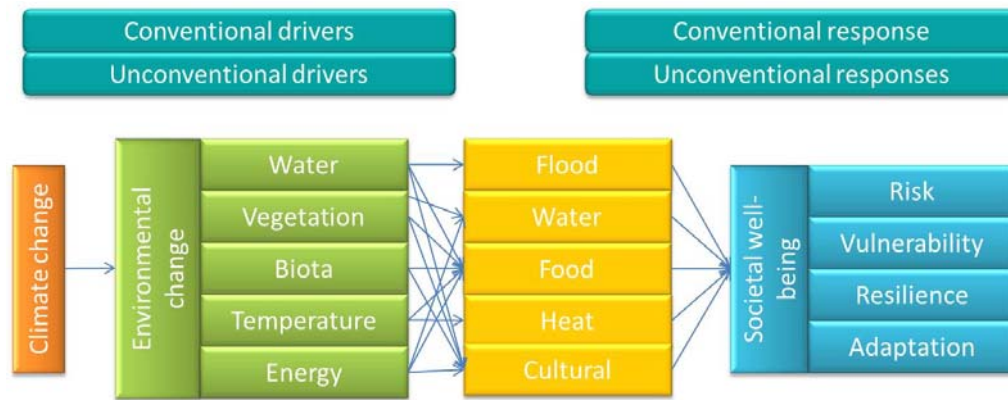 Conventional drivers
Unconventional drivers
Conventional response
Unconventional responses
Climate change
Environmental
change
Water
Vegetation
Biota
Temperature
Energy
Flood
Water
Food
Heat
Cultural
Societal well-
being
Risk
Vulnerability
Resilience
Adaptation